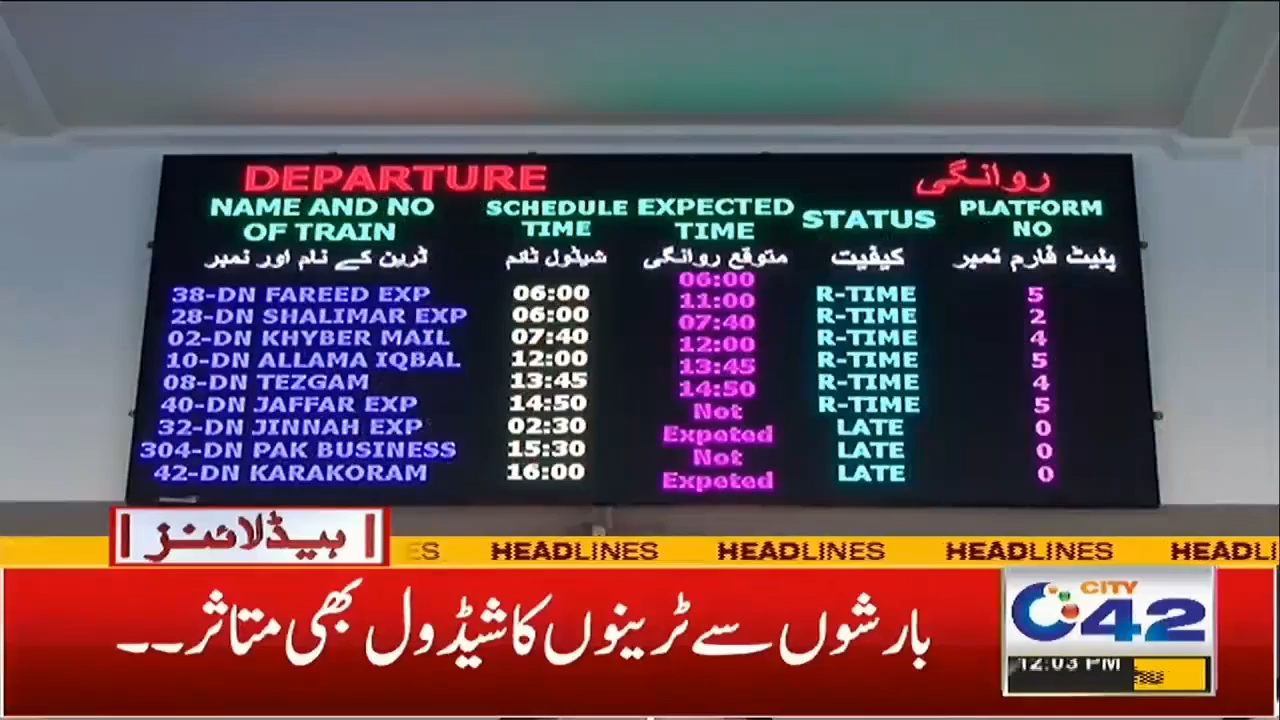 DEPARTURE روانگی
NAME AND NO OF TRAIN SCHEDULE TIME EXPECTED TIME STATUS PLATFORM NO
ٹرین کے نام اور نمبر شیڈول ٹائم متوقع روانگی کیفیت پلیٹ فارم نمبر
06:00
38-DN FAREED EXP 06:00 R-TIME 5
11:00
28-DN SHALIMAR EXP 06:00 R-TIME 2
07:40
02-DN KHYBER MAIL 07:40 R-TIME 4
12:00
10-DN ALLAMA IQBAL 12:00 R-TIME 5
13:45
08-DN TEZGAM 13:45 R-TIME 4
14:50
40-DN JAFFAR EXP 14:50 R-TIME 5
Not
32-DN JINNAH EXP 02:30 LATE 0
Expeted
304-DN PAK BUSINESS 15:30 LATE 0
Not
42-DN KARAKORAM 16:00 LATE 0
Expeted
ہیڈلائنز
ES HEADLINES HEADLINES HEADLINES HEADLI
بارشوں سے ٹرینوں کا شیڈول بھی متاثر۔۔
CITY
42
12:03 PM